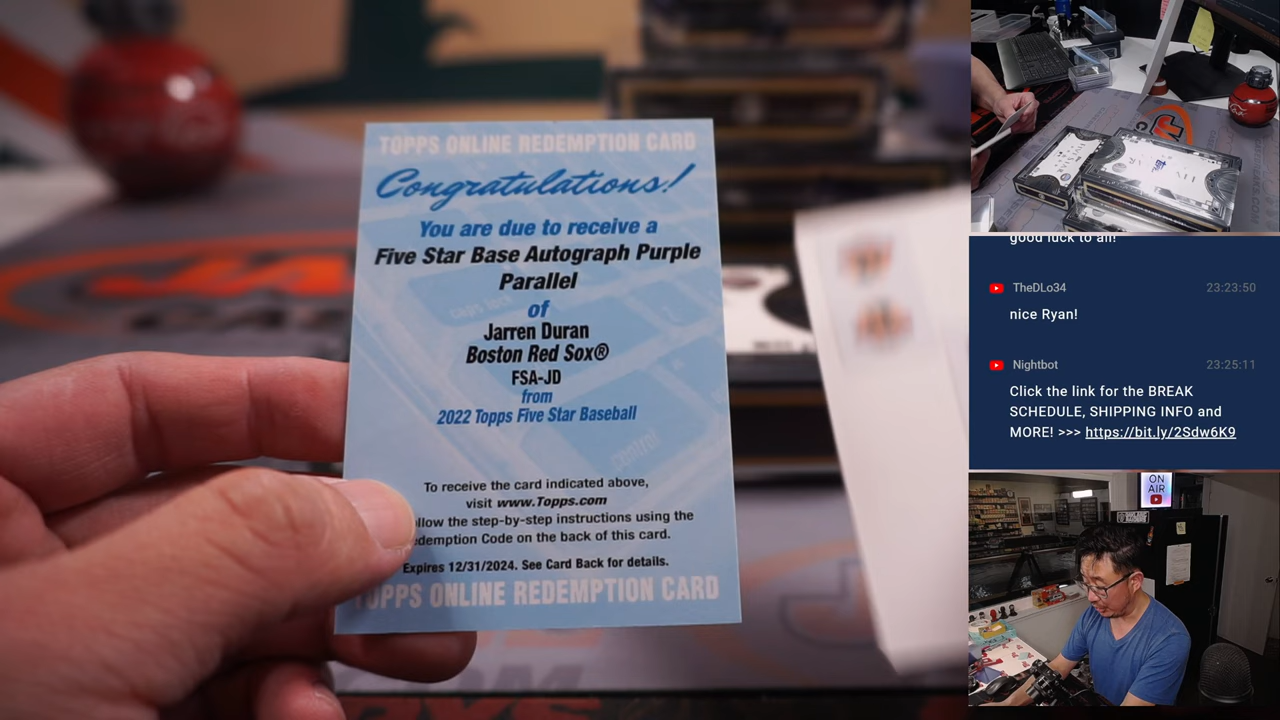 TOPPS ONLINE REDEMPTION CARD
Congratulations!
You are due to receive a
Five Star Base Autograph Purple
Parallel
of
Jarren Duran
Boston Red Sox®
FSA-JD
from
2022 Topps Five Star Baseball
To receive the card indicated above,
visit www.Topps.com
llow the step-by-step instructions using the
edemption Code on the back of this card.
Expires 12/31/2024. See Card Back for details.
TOPPS ONLINE REDEMPTION CARD
control
good luck to all!
TheDLo34 23:23:50
nice Ryan!
Nightbot 23:25:11
Click the link for the BREAK
SCHEDULE, SHIPPING INFO and
MORE! >>> https://bit.ly/2Sdw6K9
ON
AIR